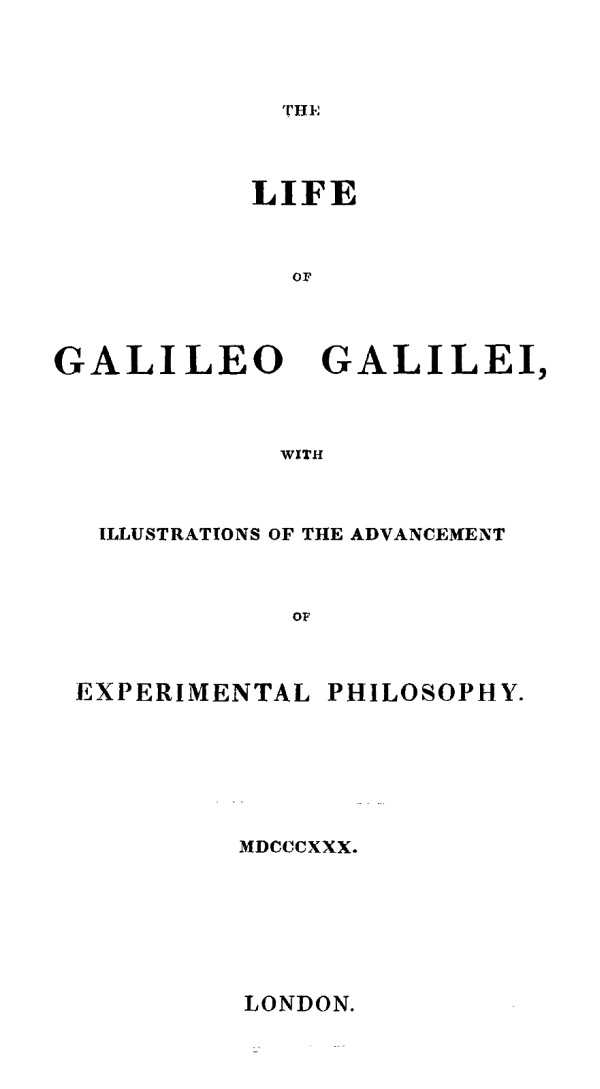 THE
LIFE
OF
GALILEO GALILEI,
WITH
ILLUSTRATIONS OF THE ADVANCEMENT
OF
EXPERIMENTAL PHILOSOPHY.
MDCCCXXX.
LONDON.